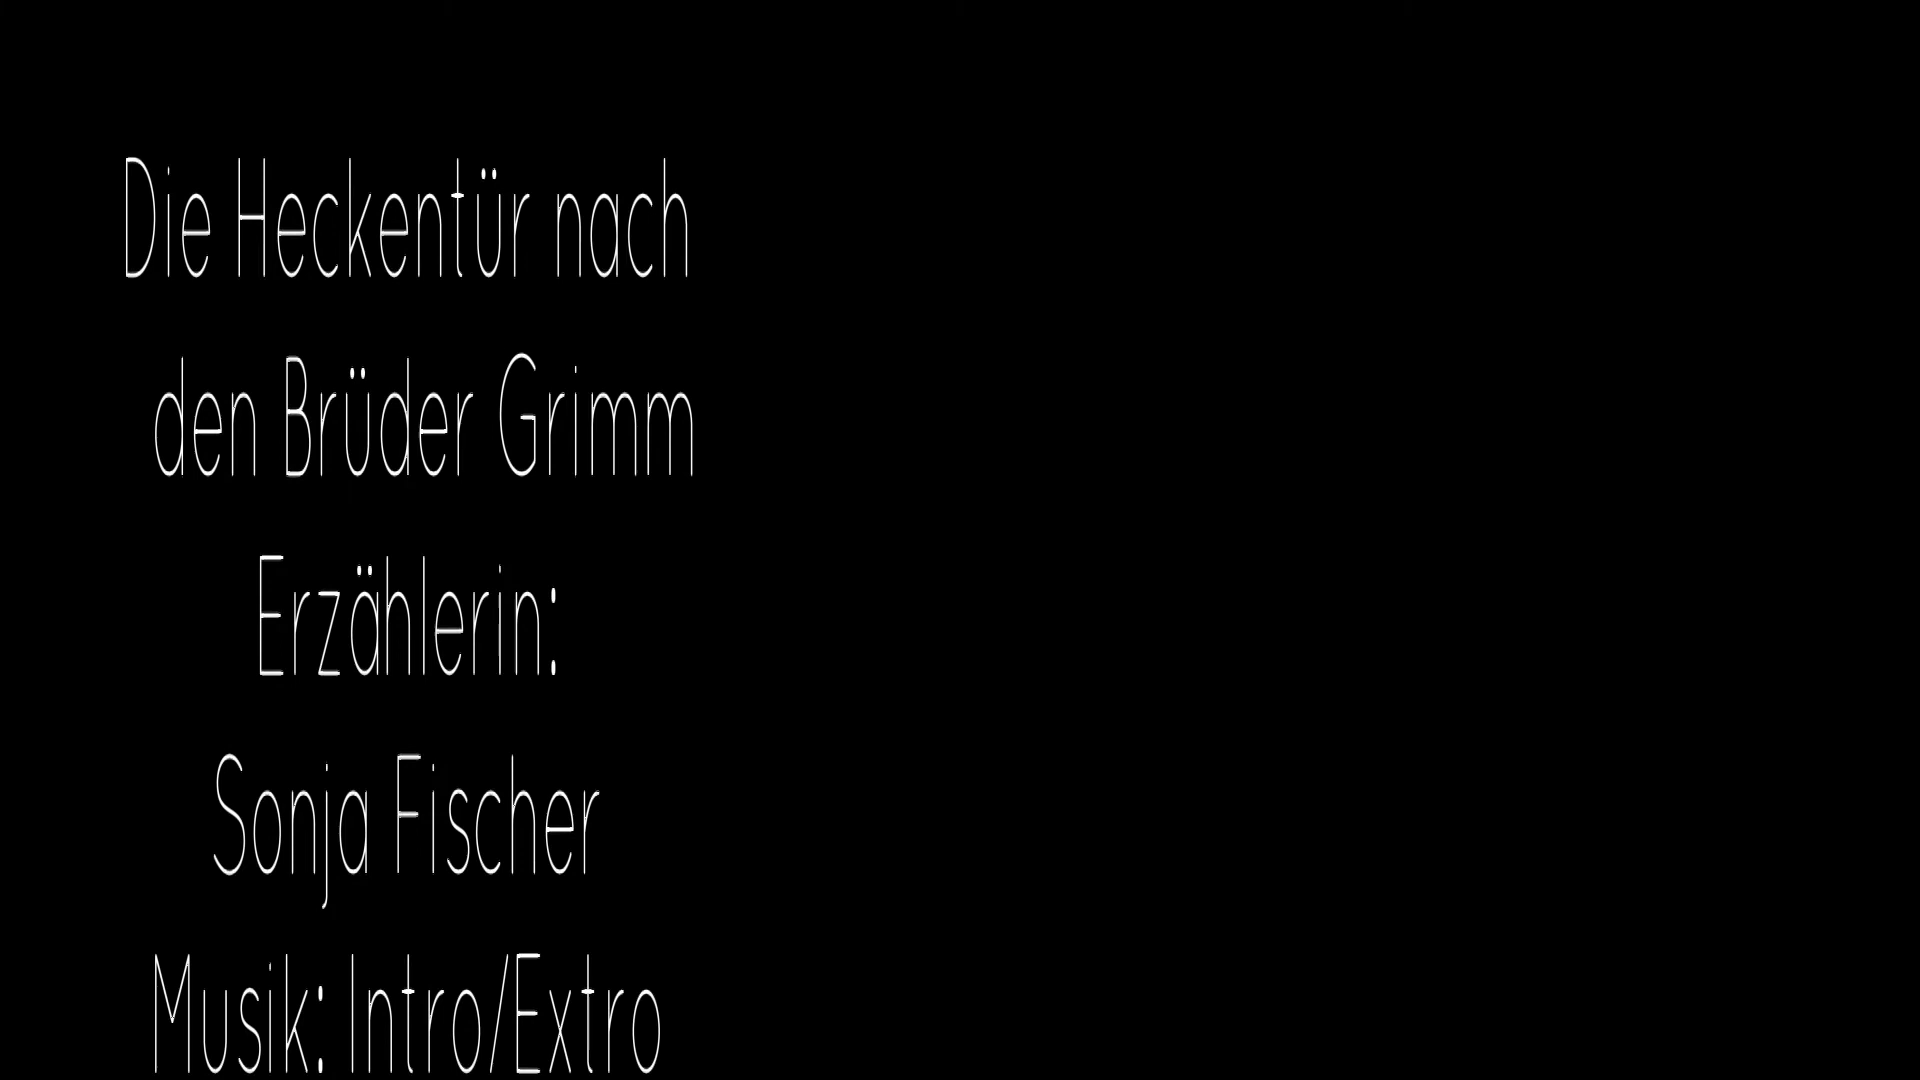 Die Heckentür nach
den Brüder Grimm
Erzählerin:
Sonja Fischer
Musik: Intro/Extro